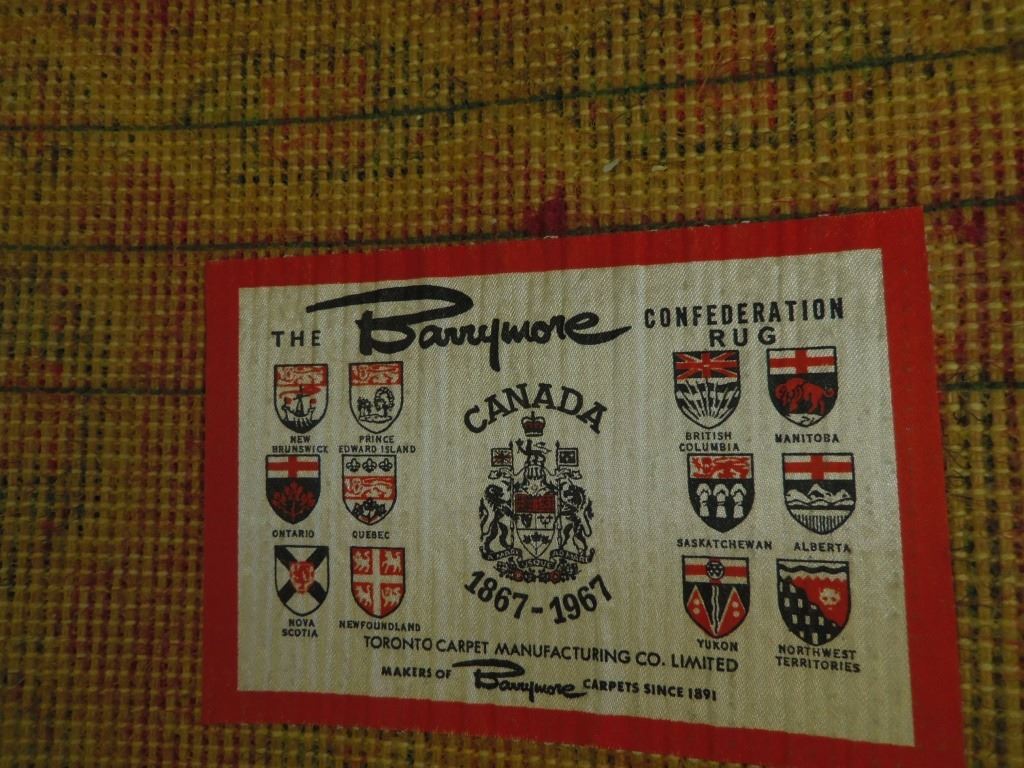 THE Barrymore CONFEDERATION
RUG
CANADA
NEW
BRUNSWICK
PRINCE
EDWARD ISLAND
BRITISH
COLUMBIA
MANITOBA
ONTARIO
QUEBEC
SASKATCHEWAN
ALBERTA
NOVA
SCOTIA
NEWFOUNDLAND
1867-1967
YUKON
NORTHWEST
TERRITORIES
TORONTO CARPET MANUFACTURING CO. LIMITED
MAKERS OF Barrymore CARPETS SINCE 1891